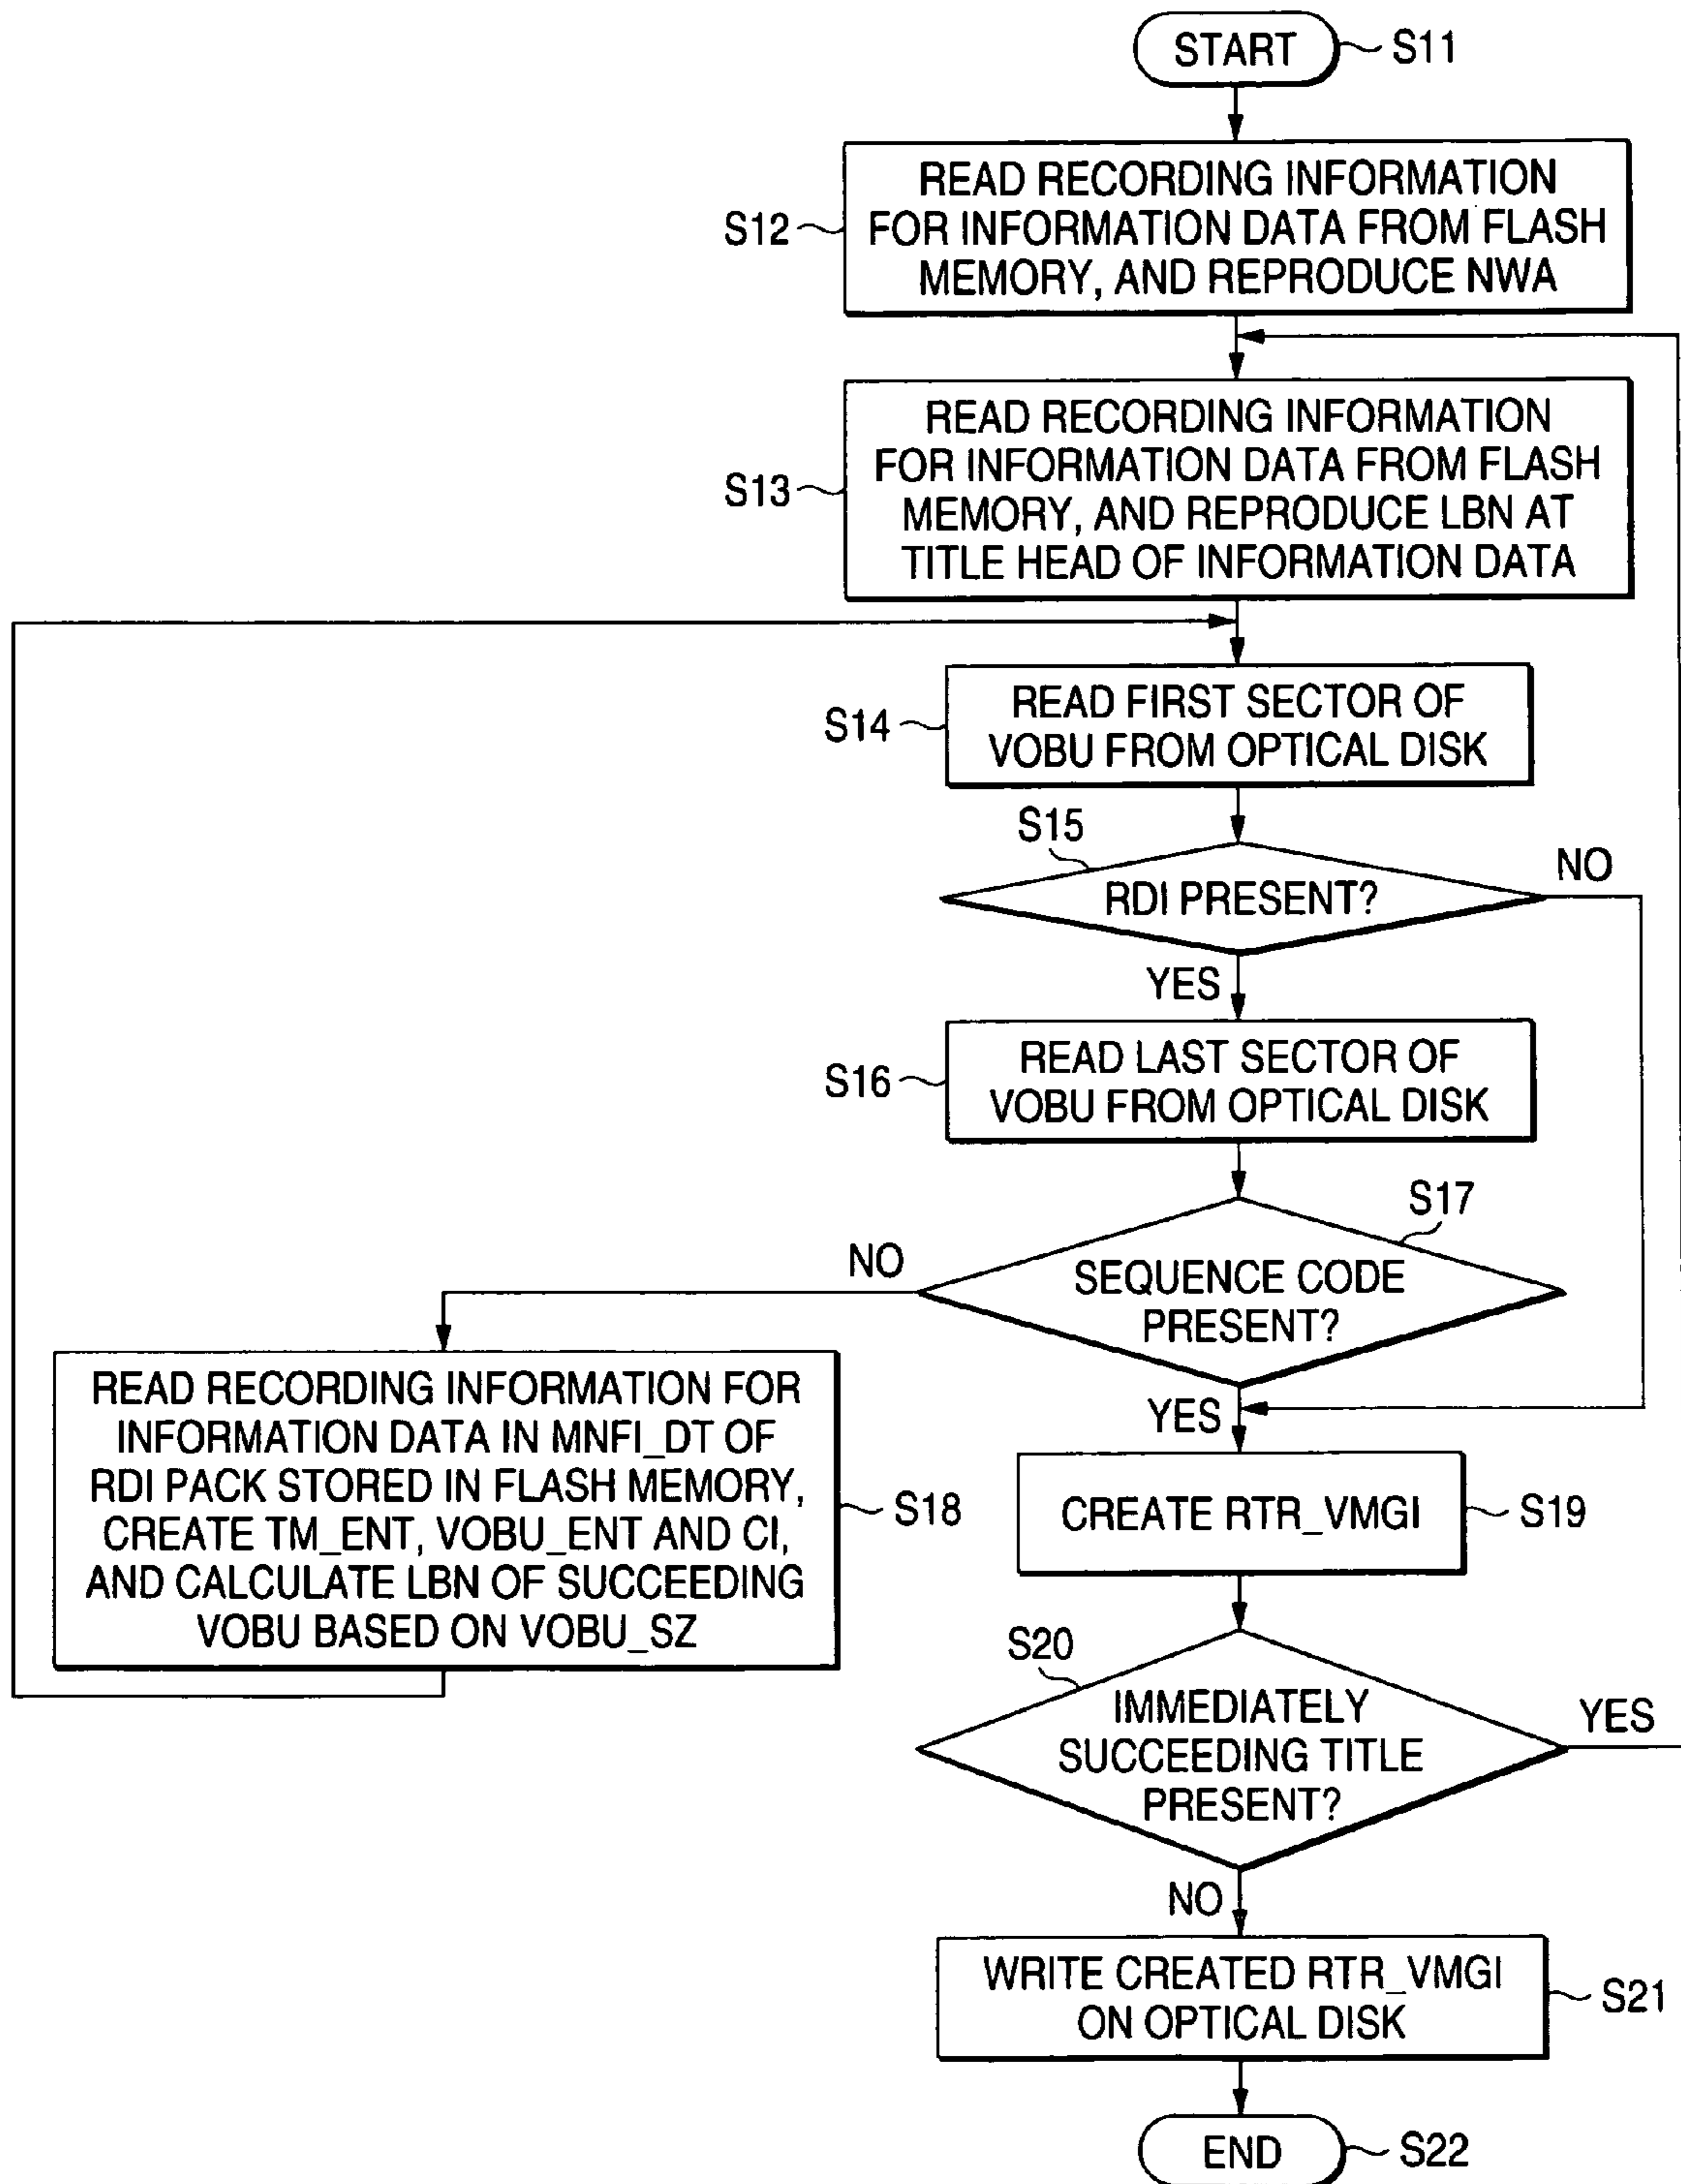 START
S11
S12
READ RECORDING INFORMATION
FOR INFORMATION DATA FROM FLASH
MEMORY, AND REPRODUCE NWA
S13
READ RECORDING INFORMATION
FOR INFORMATION DATA FROM FLASH
MEMORY, AND REPRODUCE LBN AT
TITLE HEAD OF INFORMATION DATA
S14
READ FIRST SECTOR OF
VOBU FROM OPTICAL DISK
S15
RDI PRESENT?
NO
YES
S16
READ LAST SECTOR OF
VOBU FROM OPTICAL DISK
S17
SEQUENCE CODE
PRESENT?
NO
YES
READ RECORDING INFORMATION FOR
INFORMATION DATA IN MNFI_DT OF
RDI PACK STORED IN FLASH MEMORY,
CREATE TM_ENT, VOBU_ENT AND CI,
AND CALCULATE LBN OF SUCCEEDING
VOBU BASED ON VOBU_SZ
S18
CREATE RTR_VMGI
S19
S20
IMMEDIATELY
SUCCEEDING TITLE
PRESENT?
YES
NO
WRITE CREATED RTR_VMGI
ON OPTICAL DISK
S21
END
S22